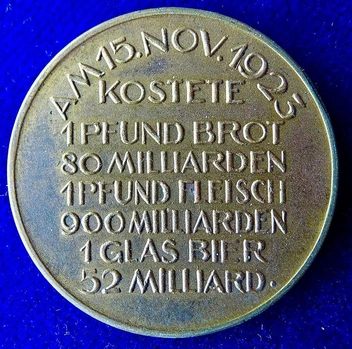 AM 15. NOV. 1923
KOSTETE
1 PFUND BROT
80 MILLIARDEN
1 PFUND FLEISCH
900 MILLIARDEN
1 GLAS BIER
52 MILLIARD.